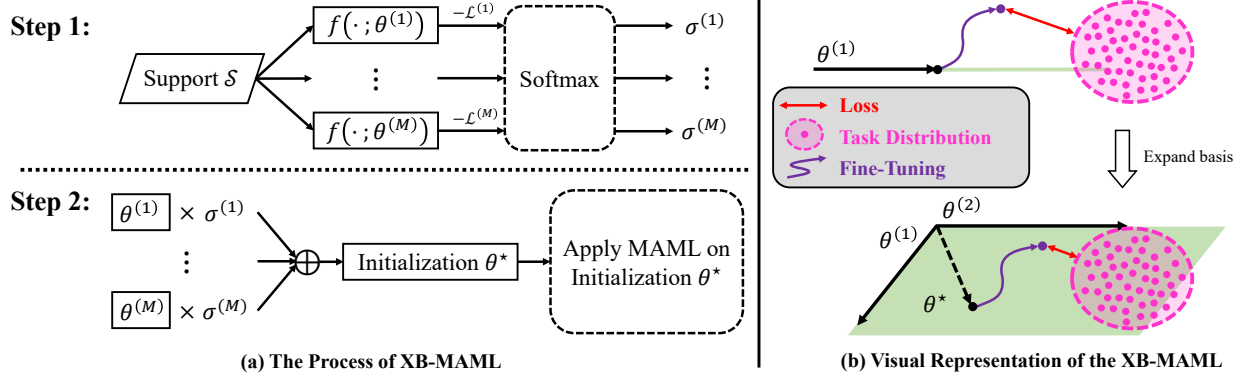 Step 1:
Support 𝒮
f(· ; θ^(1))
⋮
f(· ; θ^(M))
−ℒ^(1)
−ℒ^(M)
Softmax
σ^(1)
⋮
σ^(M)
Step 2:
θ^(1) × σ^(1)
⋮
θ^(M) × σ^(M)
Initialization θ*
Apply MAML on
Initialization θ*
(a) The Process of XB-MAML
θ^(1)
Loss
Task Distribution
Fine-Tuning
Expand basis
θ^(2)
θ^(1)
θ*
(b) Visual Representation of the XB-MAML